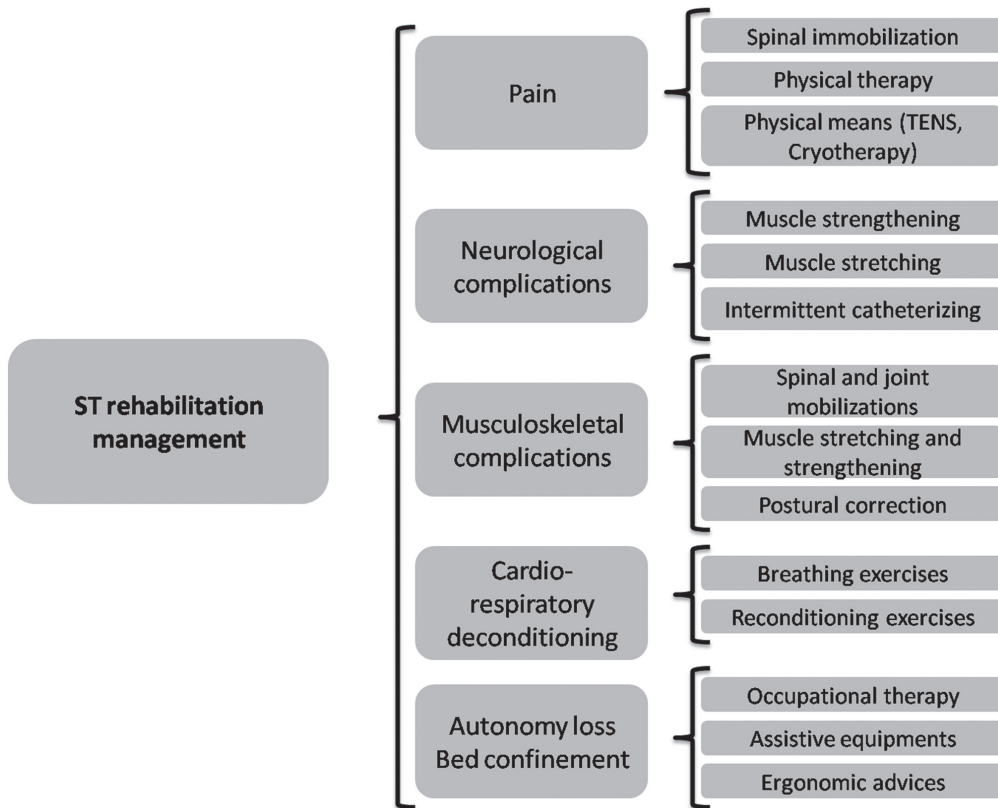 ST rehabilitation
management
Pain
Spinal immobilization
Physical therapy
Physical means (TENS,
Cryotherapy)
Neurological
complications
Muscle strengthening
Muscle stretching
Intermittent catheterizing
Musculoskeletal
complications
Spinal and joint
mobilizations
Muscle stretching and
strengthening
Postural correction
Cardio-
respiratory
deconditioning
Breathing exercises
Reconditioning exercises
Autonomy loss
Bed confinement
Occupational therapy
Assistive equipments
Ergonomic advices